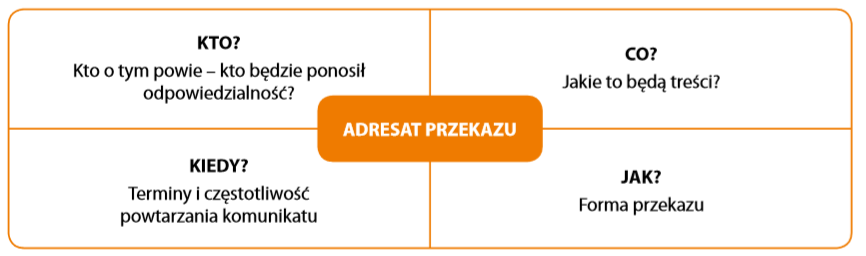 KTO?
Kto o tym powie – kto będzie ponosił
odpowiedzialność?
CO?
Jakie to będą treści?
ADRESAT PRZEKAZU
KIEDY?
Terminy i częstotliwość
powtarzania komunikatu
JAK?
Forma przekazu